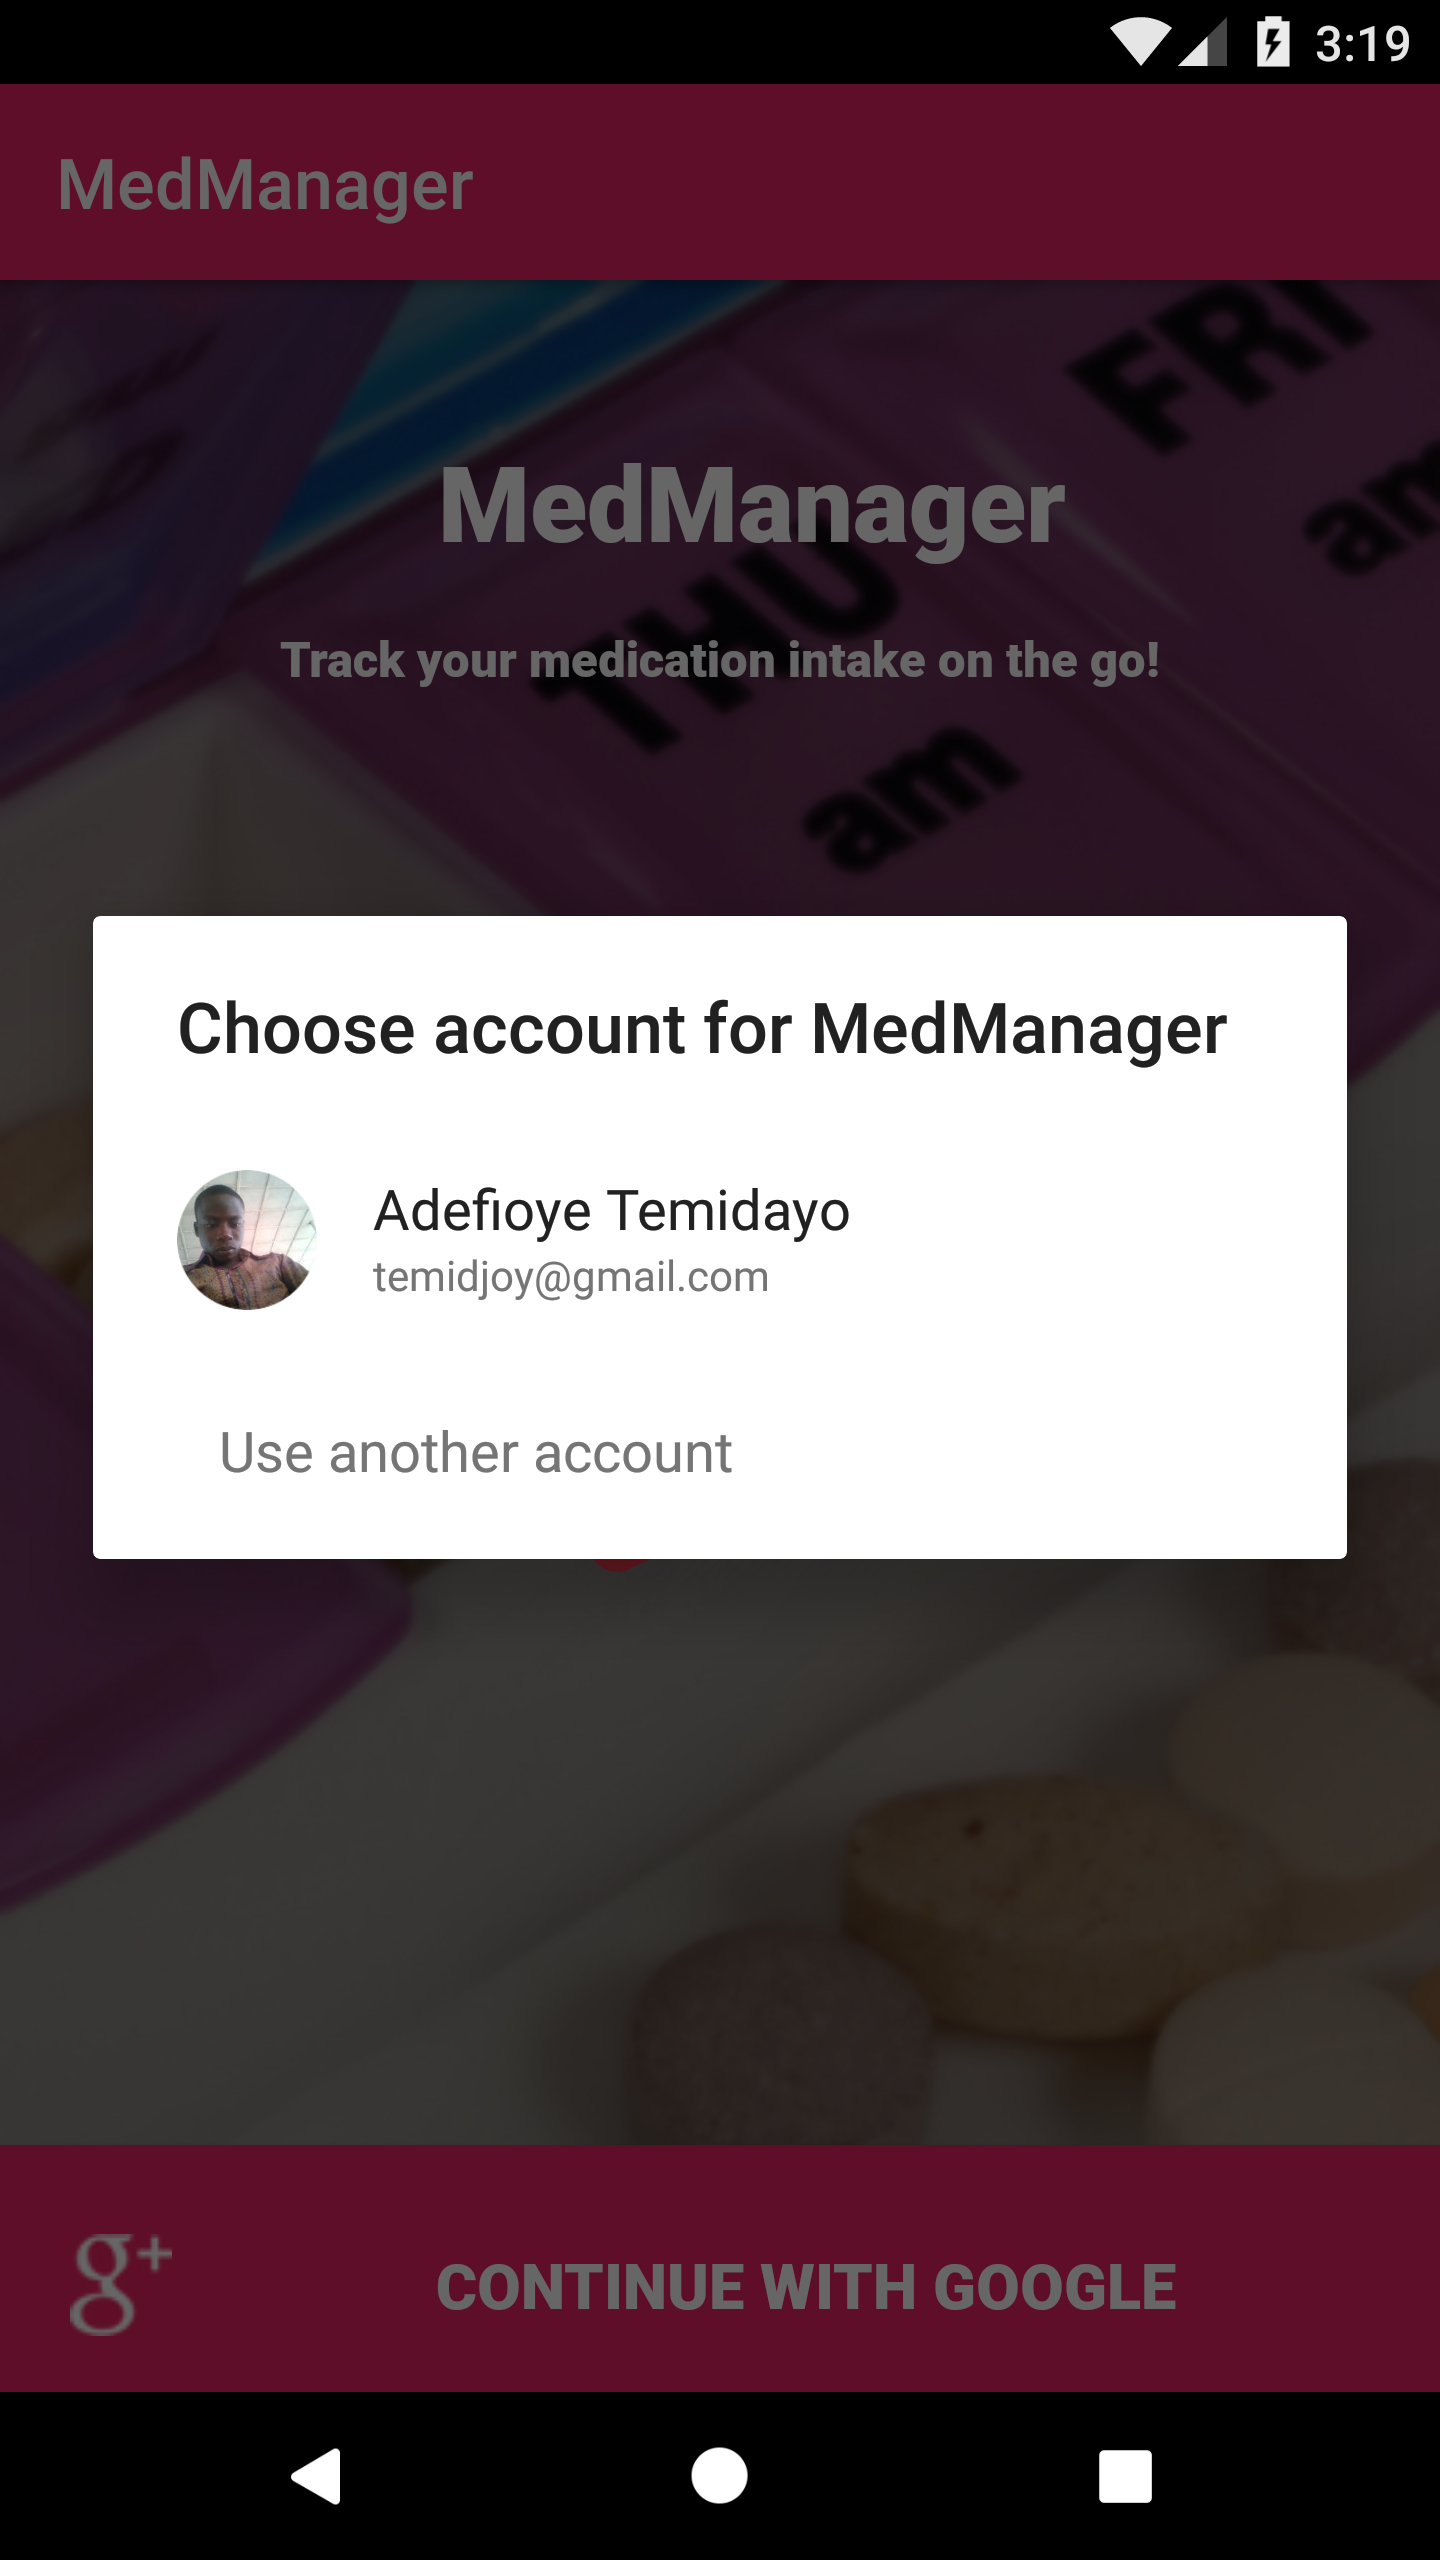 3:19
MedManager
FRI
am
MedManager
THU
Track your medication intake on the go!
am
Choose account for MedManager
Adefioye Temidayo
temidjoy@gmail.com
Use another account
g+
CONTINUE WITH GOOGLE